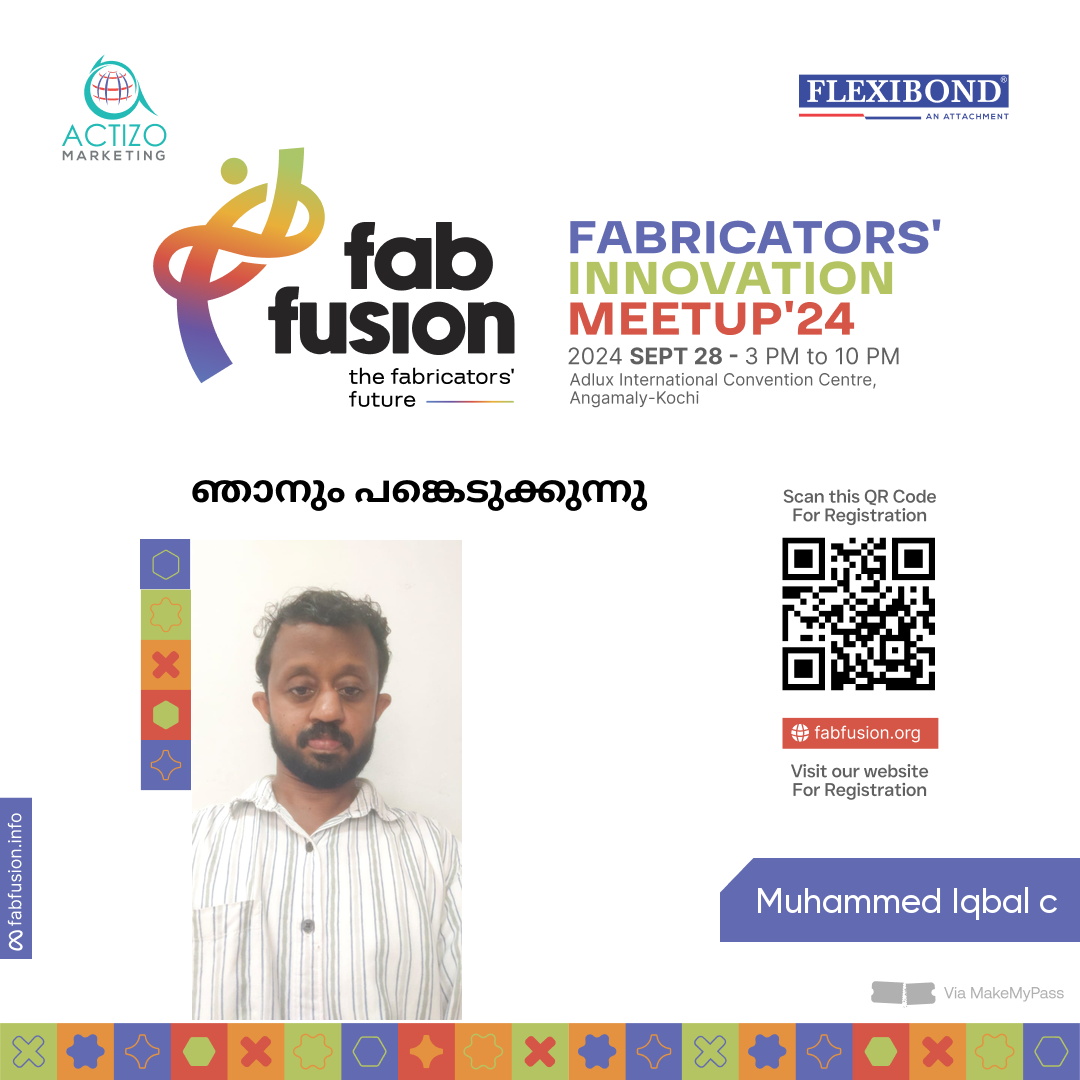 ACTIZO
MARKETING
FLEXIBOND®
AN ATTACHMENT
fab
fusion
the fabricators'
future
FABRICATORS'
INNOVATION
MEETUP'24
2024 SEPT 28 - 3 PM to 10 PM
Adlux International Convention Centre,
Angamaly-Kochi
ഞാനും പങ്കെടുക്കുന്നു
Scan this QR Code
For Registration
fabfusion.org
Visit our website
For Registration
fabfusion.info
Muhammed Iqbal c
Via MakeMyPass